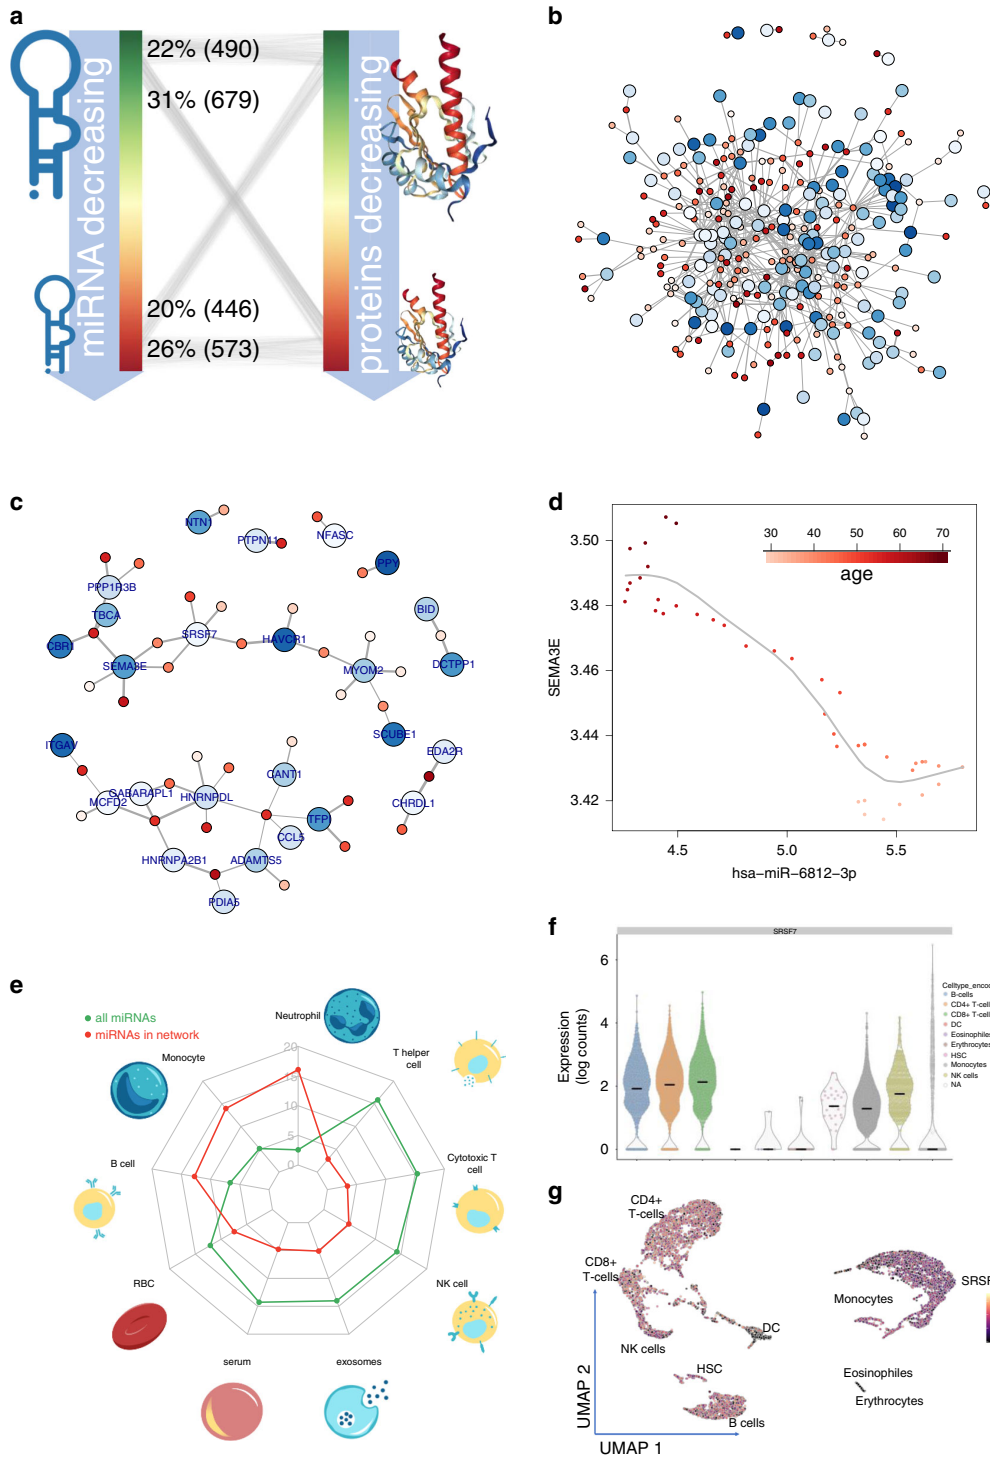 a
miRNA decreasing
22% (490)
31% (679)
20% (446)
26% (573)
proteins decreasing
b
c
NTN1
PTPN11
NFASC
PPY
PPP1R3B
TBCA
CBR1
SEMA3E
SRSF7
HAVCR1
MYOM2
BID
DCTPP1
SCUBE1
ITGAV
EDA2R
MCFD2
GABARAPL1
HNRNPDL
CANT1
TFPI
CHRDL1
CCL5
HNRNPA2B1
ADAMTS5
PDIA5
d
3.50
3.48
3.46
3.44
3.42
SEMA3E
30 40 50 60 70
age
4.5 5.0 5.5
hsa−miR−6812−3p
e
all miRNAs
miRNAs in network
Neutrophil
T helper
cell
Cytotoxic T
cell
NK cell
exosomes
serum
RBC
B cell
Monocyte
20
15
10
5
0
f
SRSF7
6
4
2
0
Expression
(log counts)
Celltype_enco
B-cells
CD4+ T-cells
CD8+ T-cell
DC
Eosinophiles
Erythrocytes
HSC
Monocytes
NK cells
NA
g
CD4+
T-cells
CD8+
T-cells
NK cells
DC
HSC
B cells
Monocytes
Eosinophiles
Erythrocytes
SRSF
UMAP 2
UMAP 1